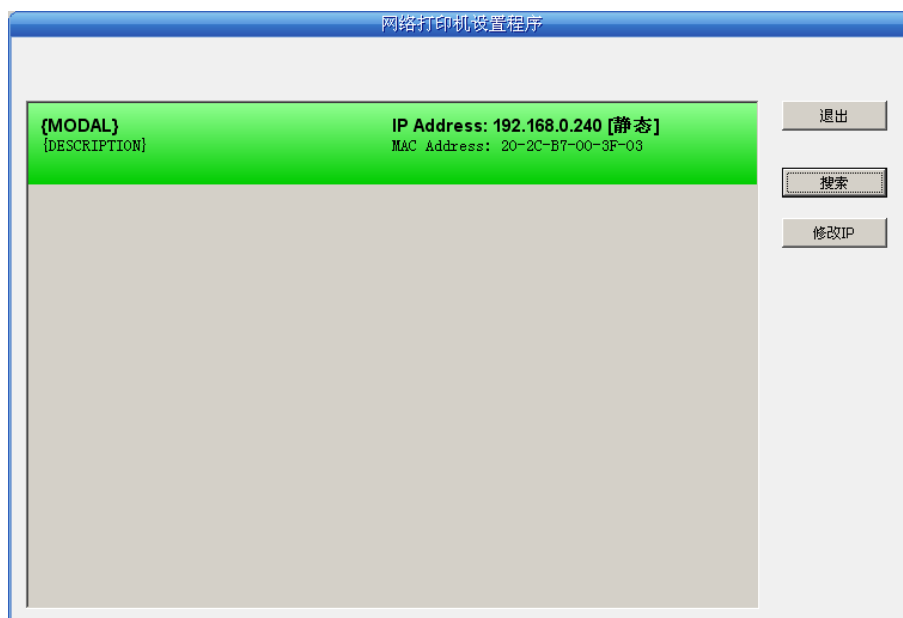 网络打印机设置程序
{MODAL}
{DESCRIPTION}
IP Address: 192.168.0.240 [静态]
MAC Address: 20-2C-B7-00-3F-03
退出
搜索
修改IP